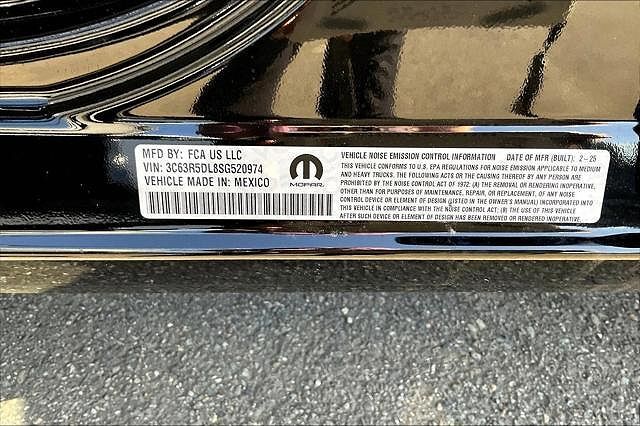 MFD BY: FCA US LLC
VIN: 3C63R5DL8SG520974
VEHICLE MADE IN: MEXICO
MOPAR
VEHICLE NOISE EMISSION CONTROL INFORMATION DATE OF MFR (BUILT): 2-25
THIS VEHICLE CONFORMS TO U.S. EPA REGULATIONS FOR NOISE EMISSION APPLICABLE TO MEDIUM
AND HEAVY TRUCKS. THE FOLLOWING ACTS OR THE CAUSING THEREOF BY ANY PERSON ARE
PROHIBITED BY THE NOISE CONTROL ACT OF 1972: (A) THE REMOVAL OR RENDERING INOPERATIVE,
OTHER THAN FOR PURPOSES OF MAINTENANCE, REPAIR, OR REPLACEMENT, OF ANY NOISE
CONTROL DEVICE OR ELEMENT OF DESIGN (LISTED IN THE OWNER'S MANUAL) INCORPORATED INTO
THIS VEHICLE IN COMPLIANCE WITH THE NOISE CONTROL ACT; (B) THE USE OF THIS VEHICLE
AFTER SUCH DEVICE OR ELEMENT OF DESIGN HAS BEEN REMOVED OR RENDERED INOPERATIVE.